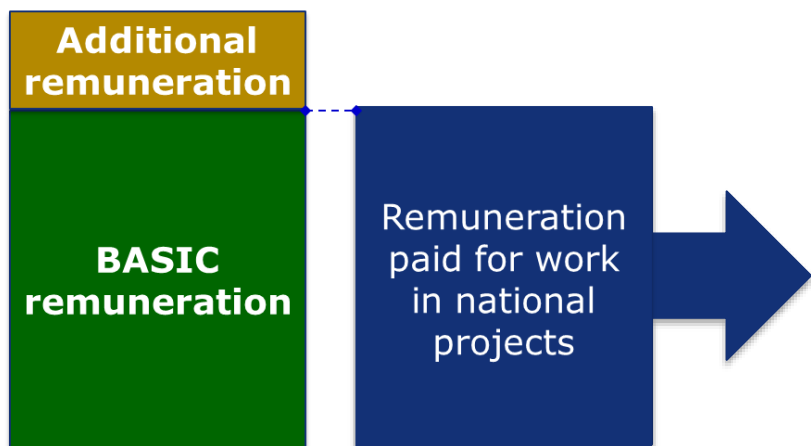 Additional
remuneration
BASIC
remuneration
Remuneration
paid for work
in national
projects